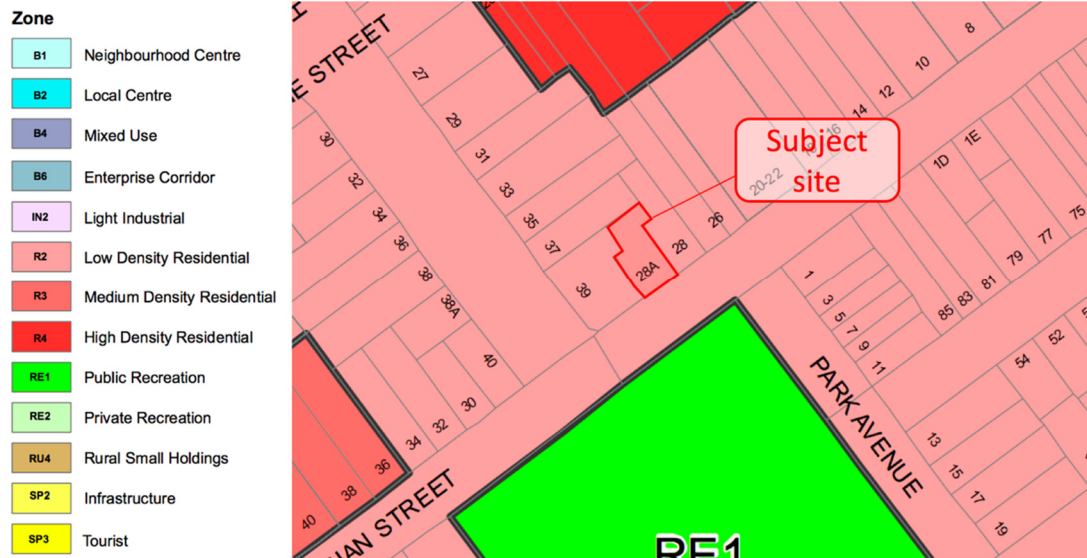 Zone
B1 Neighbourhood Centre
B2 Local Centre
B4 Mixed Use
B6 Enterprise Corridor
IN2 Light Industrial
R2 Low Density Residential
R3 Medium Density Residential
R4 High Density Residential
RE1 Public Recreation
RE2 Private Recreation
RU4 Rural Small Holdings
SP2 Infrastructure
SP3 Tourist
E STREET
27
29
31
33
35
37
39
30
32
34
36
38
38A
40
30
32
34
36
38
40
8
10
12
14
16
18
20-22
26
28
28A
Subject
site
1E
1D
1
3
5
7
9
11
85
83
81
79
77
75
52
54
13
15
17
19
PARK AVENUE
AN STREET
RE1